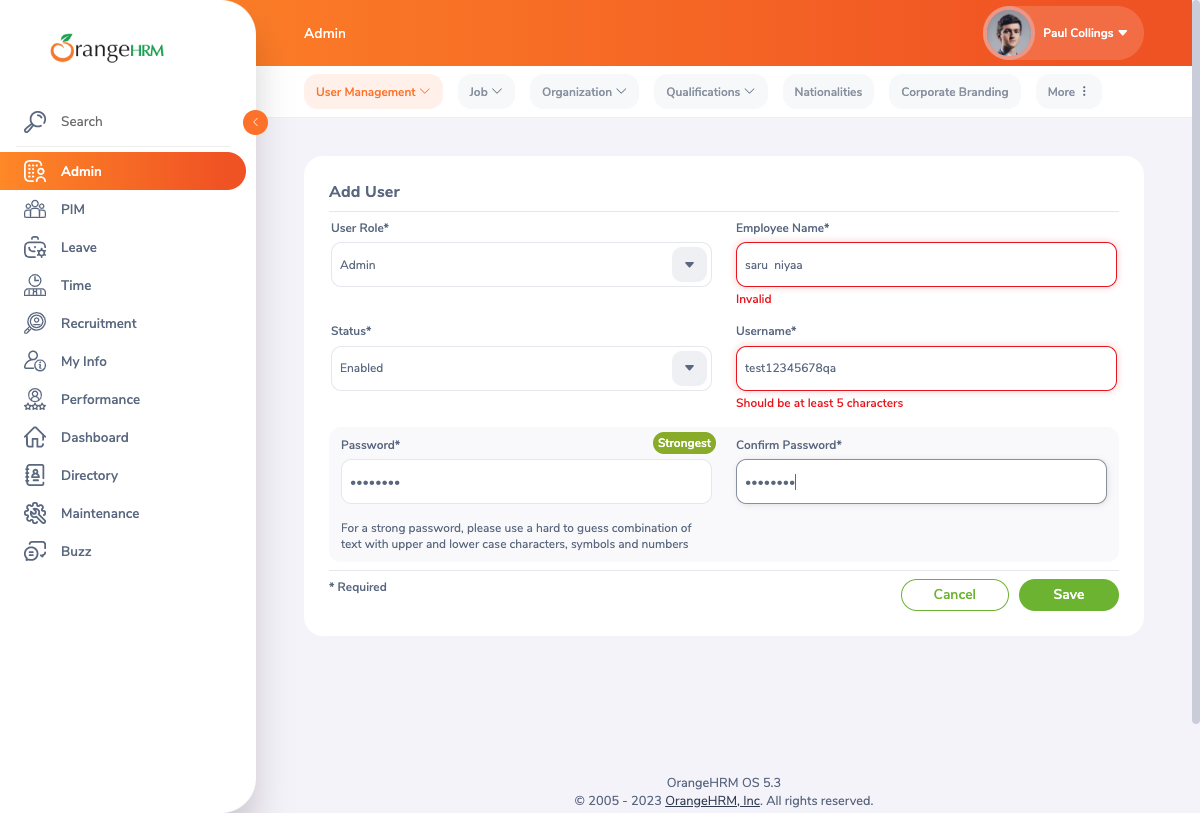 OrangeHRM
Admin
Paul Collings
User Management
Job
Organization
Qualifications
Nationalities
Corporate Branding
More
Search
Admin
PIM
Leave
Time
Recruitment
My Info
Performance
Dashboard
Directory
Maintenance
Buzz
Add User
User Role*
Admin
Employee Name*
saru  niyaa
Invalid
Status*
Enabled
Username*
test12345678qa
Should be at least 5 characters
Password*
Strongest
••••••••
Confirm Password*
••••••••
For a strong password, please use a hard to guess combination of
text with upper and lower case characters, symbols and numbers
* Required
Cancel
Save
OrangeHRM OS 5.3
© 2005 - 2023 OrangeHRM, Inc. All rights reserved.